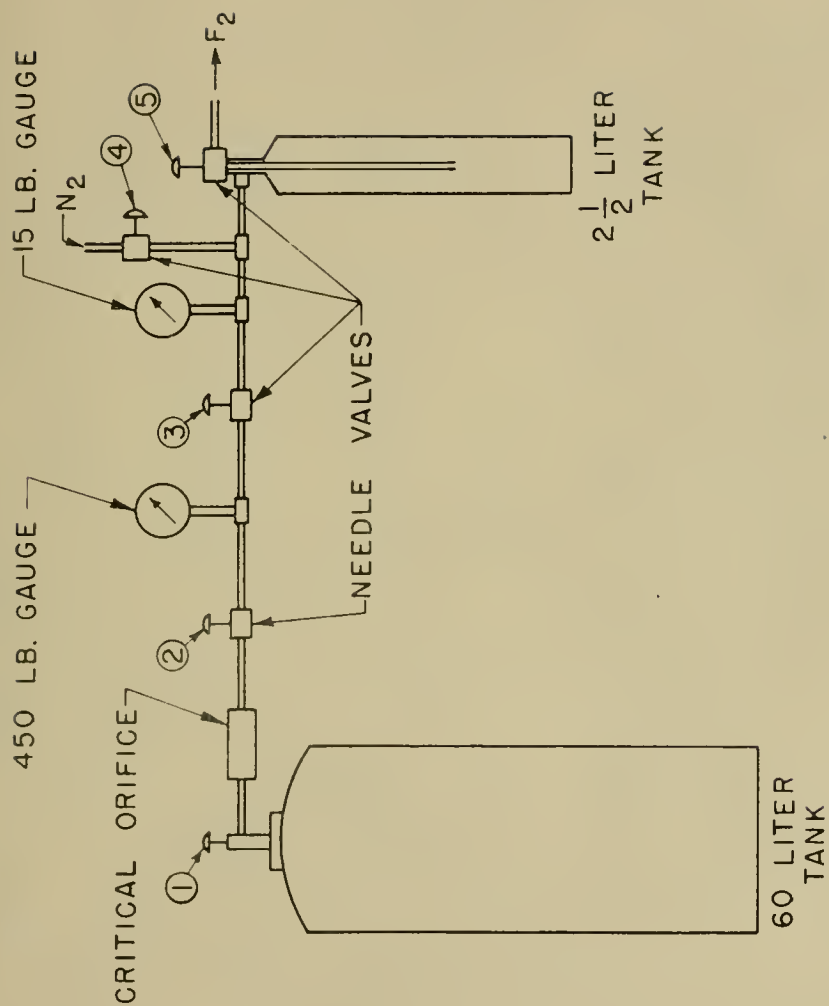 450 LB. GAUGE
15 LB. GAUGE
N2
F2
CRITICAL ORIFICE
①
②
③
④
⑤
NEEDLE VALVES
60 LITER
TANK
2 1/2 LITER
TANK